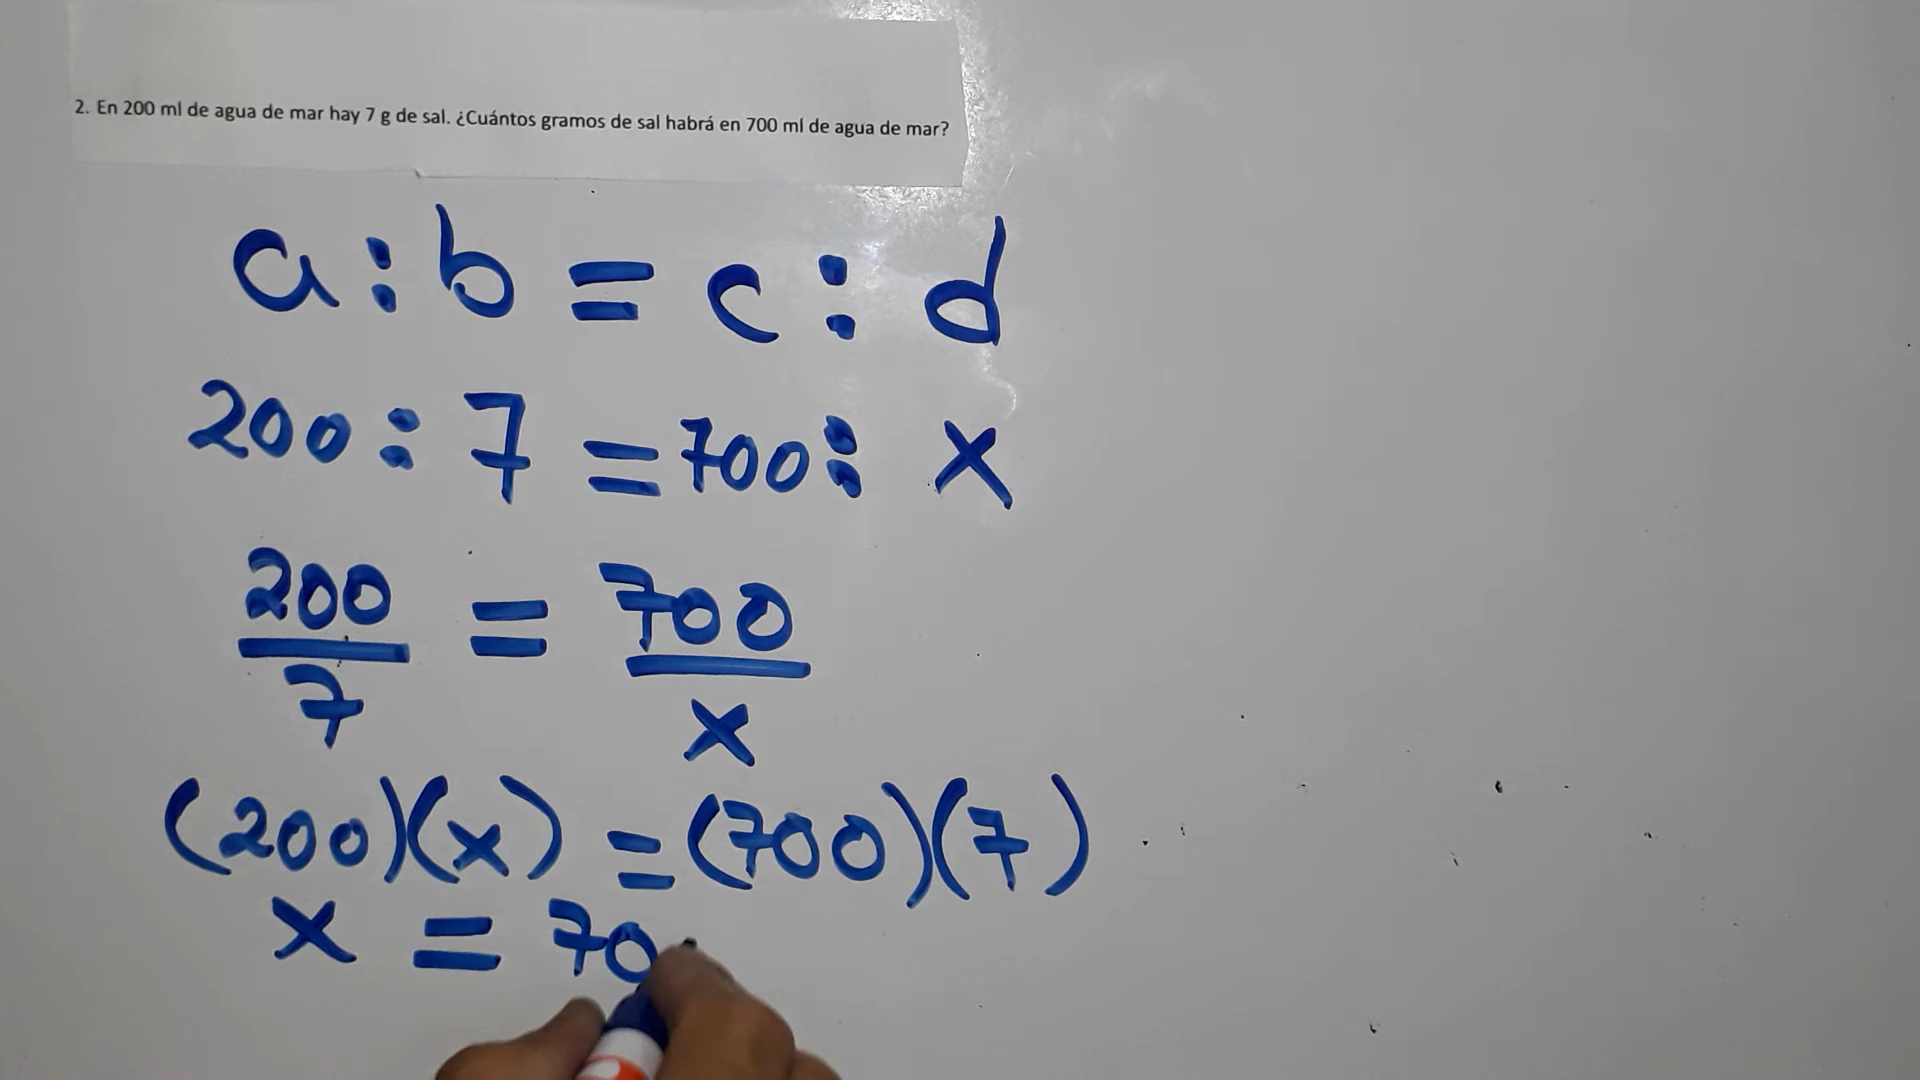 2. En 200 ml de agua de mar hay 7 g de sal. ¿Cuántos gramos de sal habrá en 700 ml de agua de mar?
a : b = c : d
200 : 7 = 700 : x
200 = 700
7 x
(200)(x) = (700)(7)
x = 70